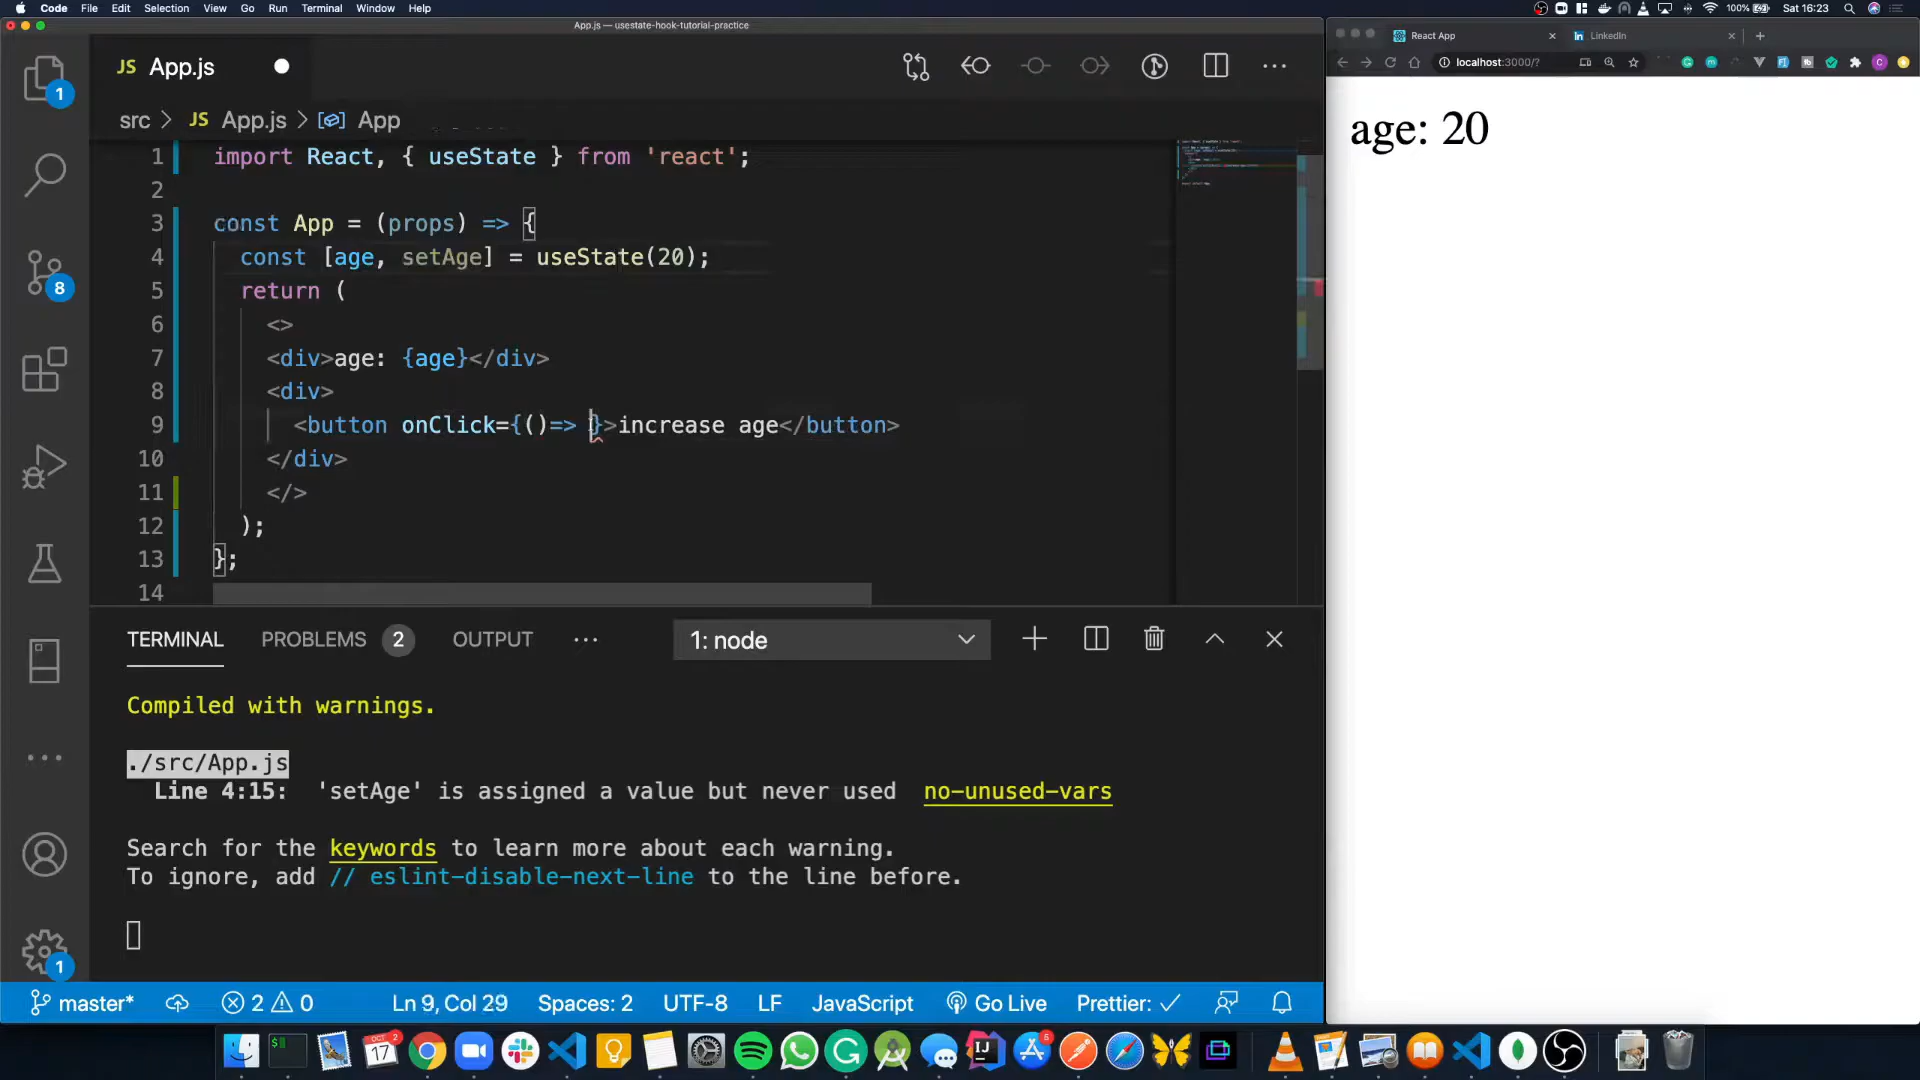 Code File Edit Selection View Go Run Terminal Window Help 100% Sat 16:23
App.js — usestate-hook-tutorial-practice
JS App.js
src > JS App.js > App
1 import React, { useState } from 'react';
2
3 const App = (props) => {
4 const [age, setAge] = useState(20);
5 return (
6 <>
7 <div>age: {age}</div>
8 <div>
9 <button onClick={()=> }>increase age</button>
10 </div>
11 </>
12 );
13 };
14
1
8
1
TERMINAL PROBLEMS 2 OUTPUT ··· 1: node
Compiled with warnings.
./src/App.js
Line 4:15: 'setAge' is assigned a value but never used no-unused-vars
Search for the keywords to learn more about each warning.
To ignore, add // eslint-disable-next-line to the line before.
master* 2 0 Ln 9, Col 29 Spaces: 2 UTF-8 LF JavaScript Go Live Prettier: ✓
React App LinkedIn
localhost:3000/?
age: 20
OCT 17 2
6